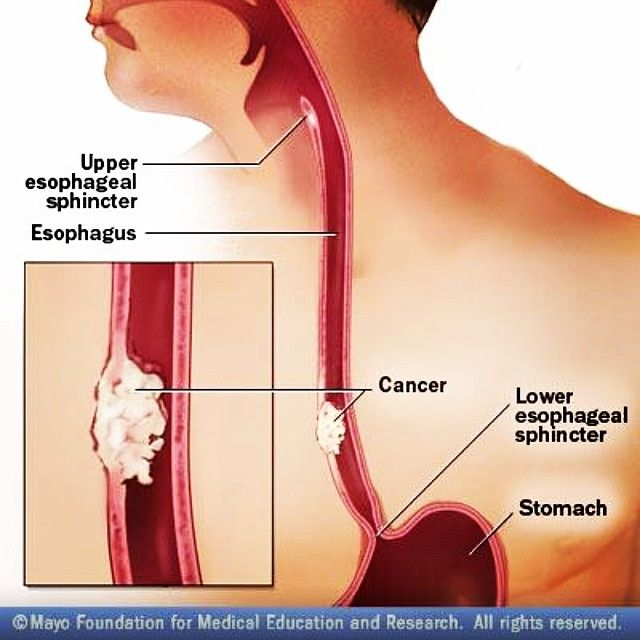 Upper
esophageal
sphincter
Esophagus
Cancer
Lower
esophageal
sphincter
Stomach
©Mayo Foundation for Medical Education and Research. All rights reserved.